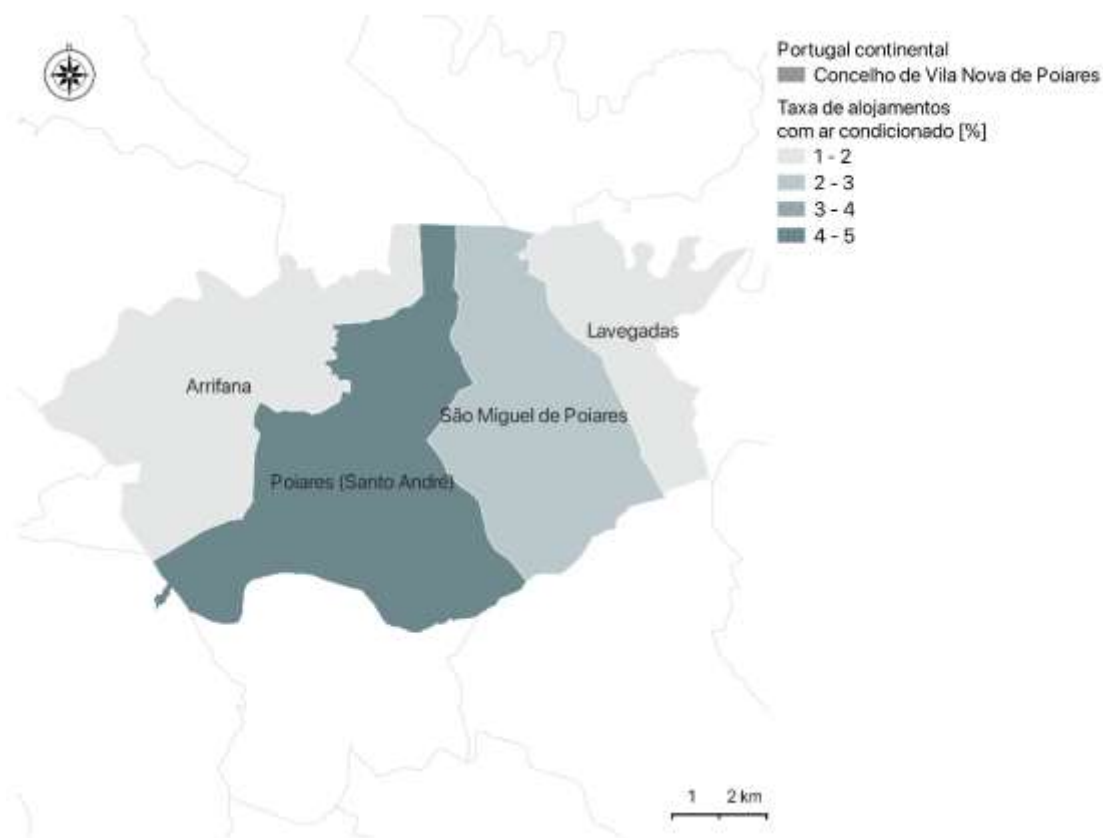 N
Portugal continental
Concelho de Vila Nova de Poiares
Taxa de alojamentos
com ar condicionado [%]
1 - 2
2 - 3
3 - 4
4 - 5
Lavegadas
Arrifana
São Miguel de Poiares
Poiares (Santo André)
1 2 km